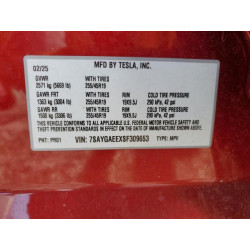 MFD BY TESLA, INC.
02/25
GVWR WITH TIRES
2571 kg (5669 lb) 255/45R19
GAWR FRT WITH TIRES RIM COLD TIRE PRESSURE
1363 kg (3004 lb) 255/45R19 19X9.5J 290 kPa, 42 psi
GAWR RR WITH TIRES RIM COLD TIRE PRESSURE
1500 kg (3306 lb) 255/45R19 19X9.5J 290 kPa, 42 psi
THIS VEHICLE CONFORMS TO ALL APPLICABLE
U.S. FEDERAL MOTOR VEHICLE SAFETY AND THEFT PREVENTION STANDARDS
IN EFFECT ON THE DATE OF MANUFACTURE SHOWN ABOVE.
PNT: PR01 VIN: 7SAYGAEEXSF309653 TYPE: MPV